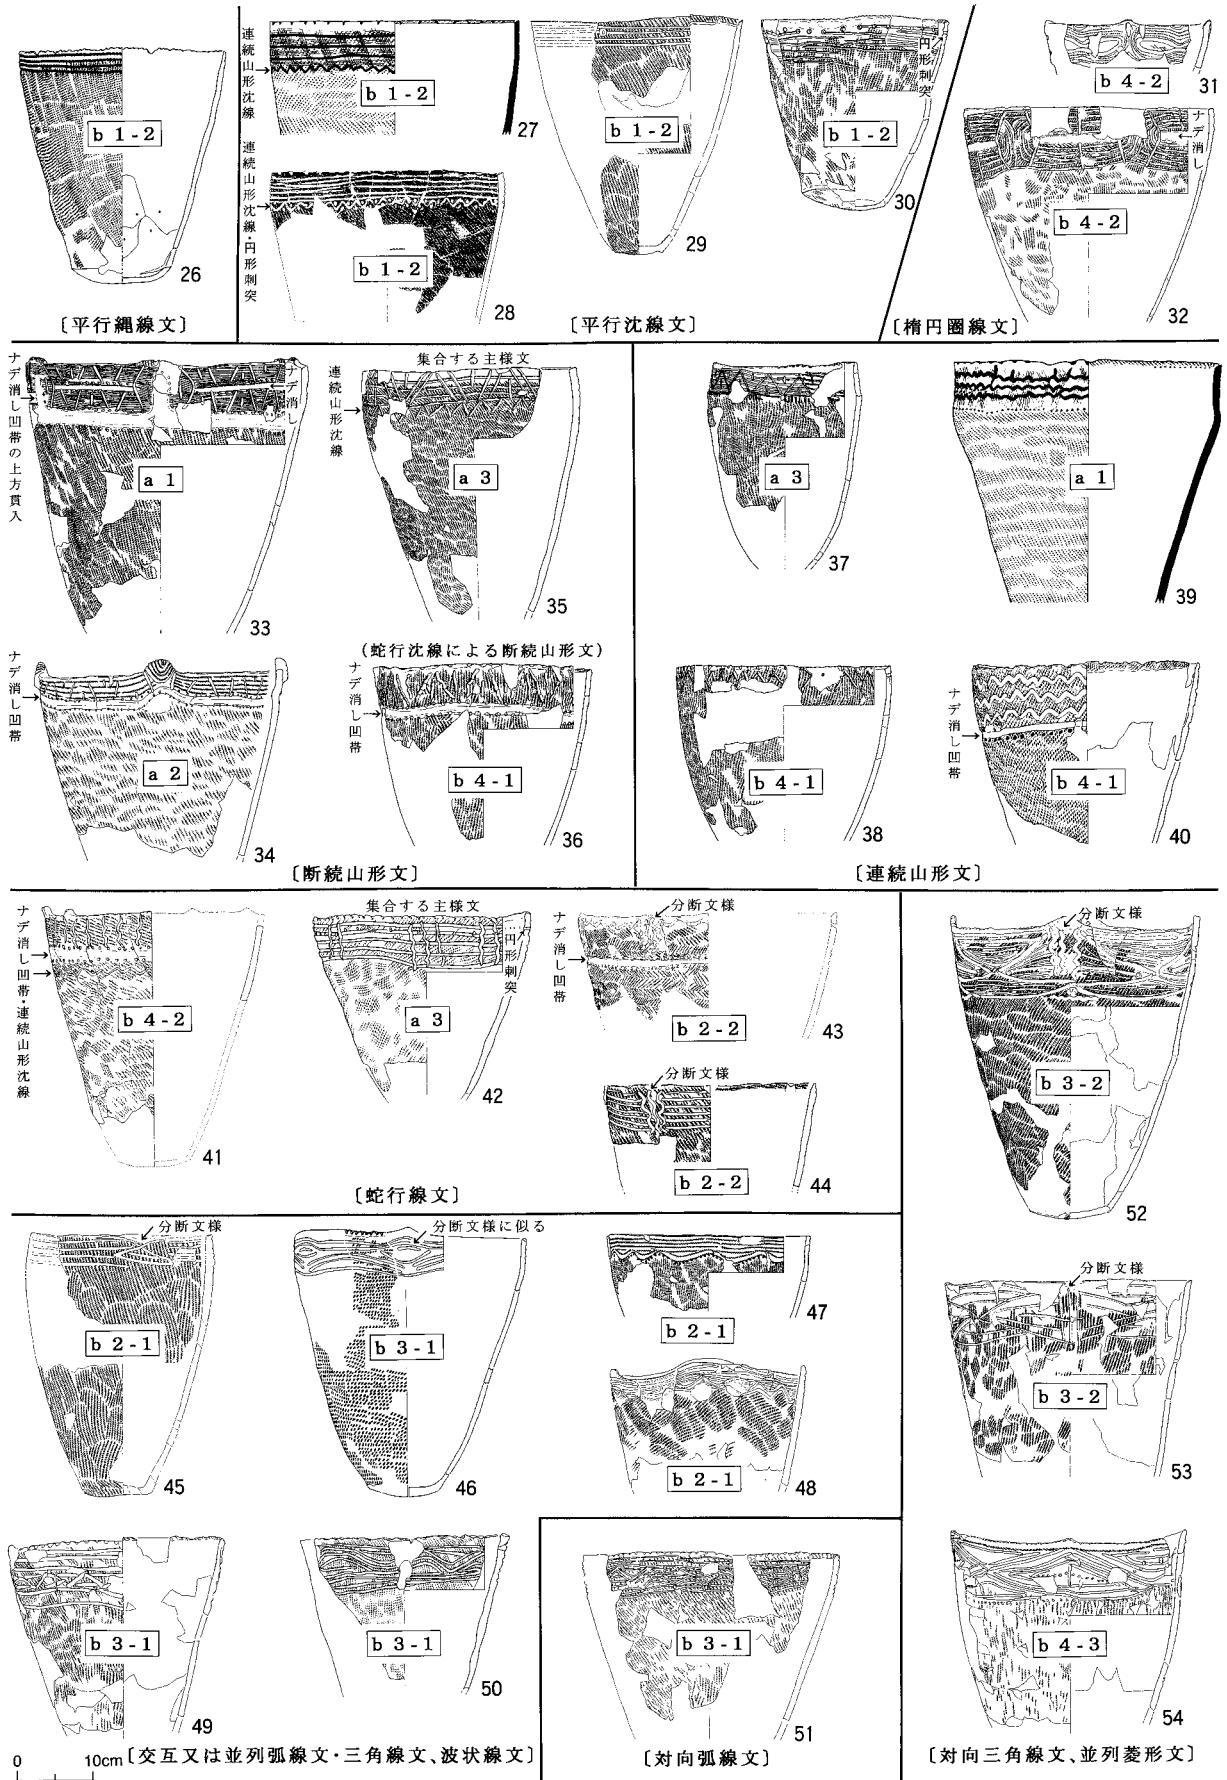 b 1-2
26
〔平行縄線文〕
連続山形沈線
b 1-2
27
連続山形沈線・円形刺突
b 1-2
28
b 1-2
29
円形刺突
b 1-2
30
〔平行沈線文〕
b 4-2
31
ナデ消し
b 4-2
32
〔楕円圏線文〕
ナデ消し凹帯の上方貫入
ナデ消し
a 1
33
集合する主様文
連続山形沈線
a 3
35
ナデ消し凹帯
a 2
34
(蛇行沈線による断続山形文)
ナデ消し凹帯
b 4-1
36
〔断続山形文〕
a 3
37
a 1
39
b 4-1
38
ナデ消し凹帯
b 4-1
40
〔連続山形文〕
ナデ消し凹帯・連続山形沈線
b 4-2
41
集合する主様文
円形刺突
a 3
42
分断文様
ナデ消し凹帯
b 2-2
43
分断文様
b 2-2
44
〔蛇行線文〕
分断文様
b 3-2
52
分断文様
b 2-1
45
分断文様に似る
b 3-1
46
b 2-1
47
b 2-1
48
分断文様
b 3-2
53
b 3-1
49
b 3-1
50
〔交互又は並列弧線文・三角線文、波状線文〕
b 3-1
51
〔対向弧線文〕
b 4-3
54
〔対向三角線文、並列菱形文〕
0 10cm